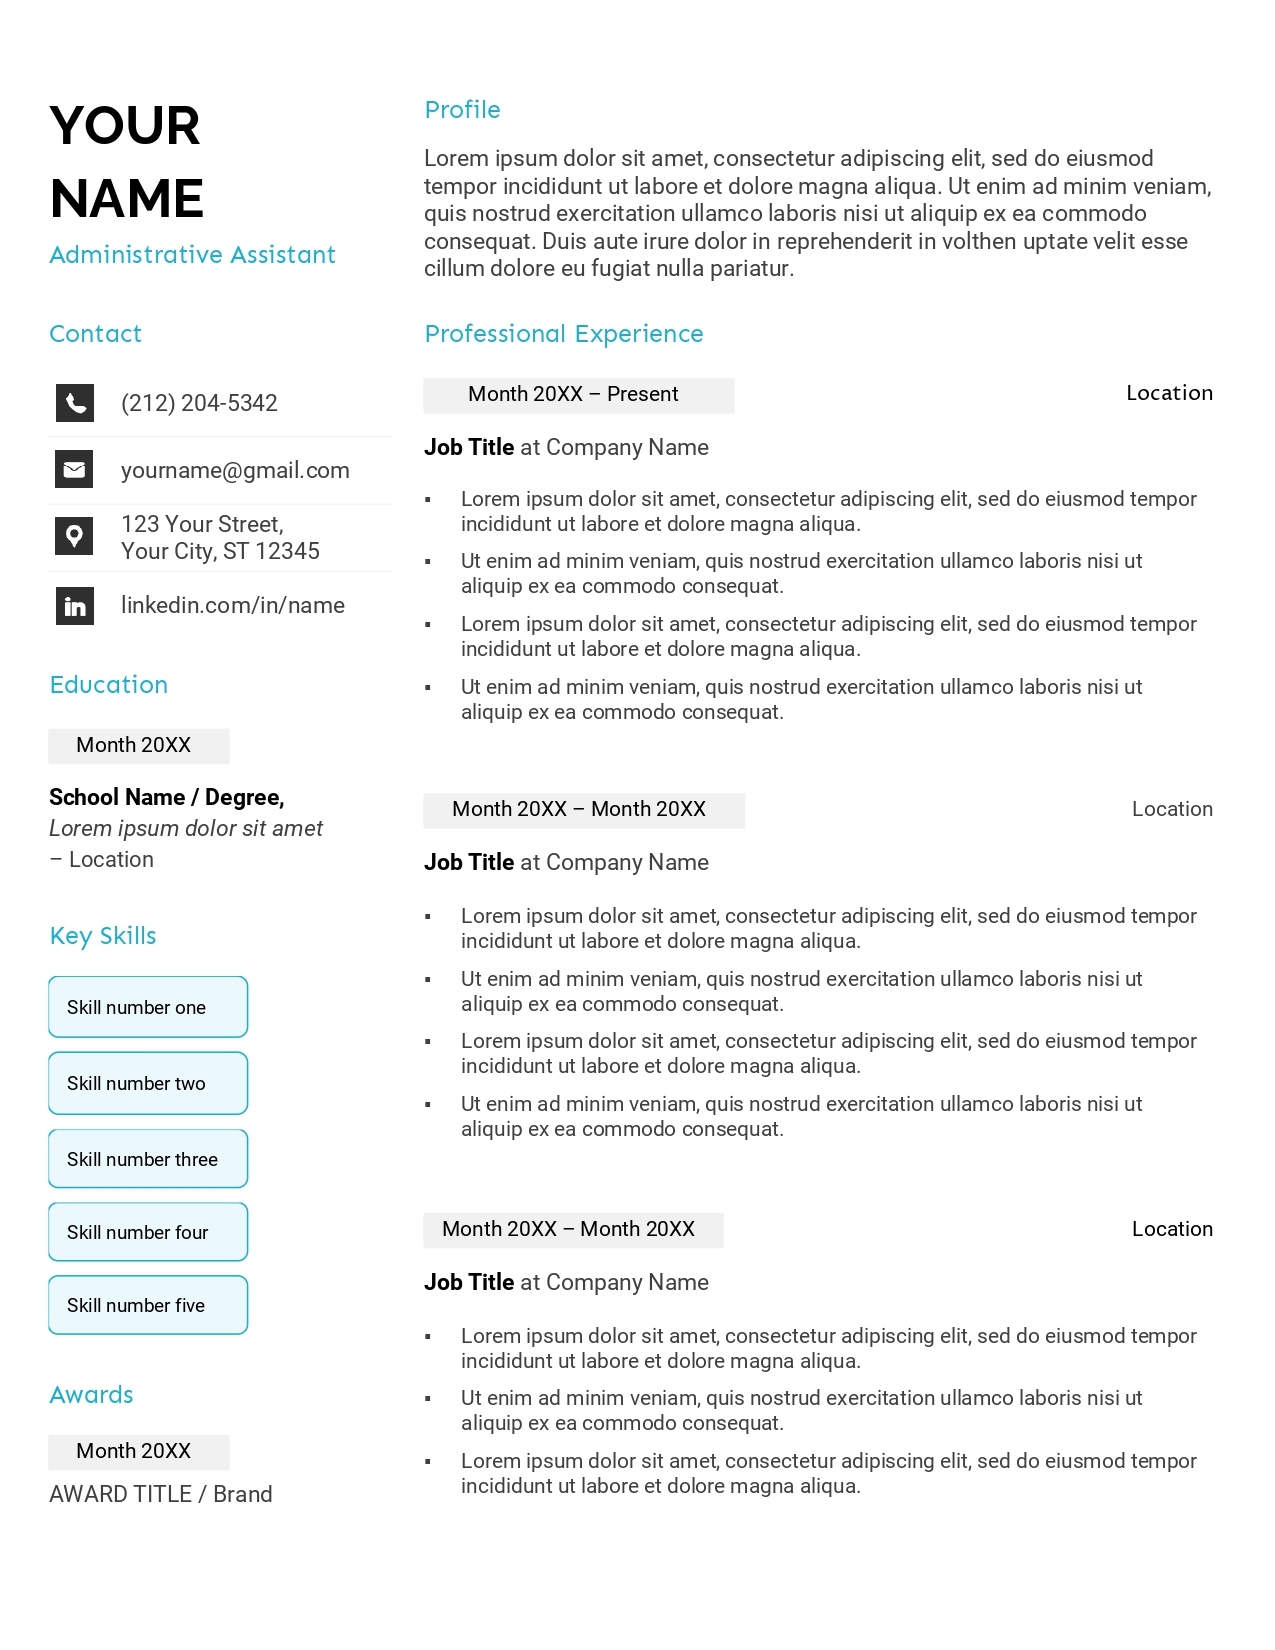 YOUR
NAME
Administrative Assistant
Contact
(212) 204-5342
yourname@gmail.com
123 Your Street,
Your City, ST 12345
in linkedin.com/in/name
Education
Month 20XX
School Name / Degree,
Lorem ipsum dolor sit amet
– Location
Key Skills
Skill number one
Skill number two
Skill number three
Skill number four
Skill number five
Awards
Month 20XX
AWARD TITLE / Brand
Profile
Lorem ipsum dolor sit amet, consectetur adipiscing elit, sed do eiusmod
tempor incididunt ut labore et dolore magna aliqua. Ut enim ad minim veniam,
quis nostrud exercitation ullamco laboris nisi ut aliquip ex ea commodo
consequat. Duis aute irure dolor in reprehenderit in volthen uptate velit esse
cillum dolore eu fugiat nulla pariatur.
Professional Experience
Month 20XX – Present Location
Job Title at Company Name
▪ Lorem ipsum dolor sit amet, consectetur adipiscing elit, sed do eiusmod tempor
incididunt ut labore et dolore magna aliqua.
▪ Ut enim ad minim veniam, quis nostrud exercitation ullamco laboris nisi ut
aliquip ex ea commodo consequat.
▪ Lorem ipsum dolor sit amet, consectetur adipiscing elit, sed do eiusmod tempor
incididunt ut labore et dolore magna aliqua.
▪ Ut enim ad minim veniam, quis nostrud exercitation ullamco laboris nisi ut
aliquip ex ea commodo consequat.
Month 20XX – Month 20XX Location
Job Title at Company Name
▪ Lorem ipsum dolor sit amet, consectetur adipiscing elit, sed do eiusmod tempor
incididunt ut labore et dolore magna aliqua.
▪ Ut enim ad minim veniam, quis nostrud exercitation ullamco laboris nisi ut
aliquip ex ea commodo consequat.
▪ Lorem ipsum dolor sit amet, consectetur adipiscing elit, sed do eiusmod tempor
incididunt ut labore et dolore magna aliqua.
▪ Ut enim ad minim veniam, quis nostrud exercitation ullamco laboris nisi ut
aliquip ex ea commodo consequat.
Month 20XX – Month 20XX Location
Job Title at Company Name
▪ Lorem ipsum dolor sit amet, consectetur adipiscing elit, sed do eiusmod tempor
incididunt ut labore et dolore magna aliqua.
▪ Ut enim ad minim veniam, quis nostrud exercitation ullamco laboris nisi ut
aliquip ex ea commodo consequat.
▪ Lorem ipsum dolor sit amet, consectetur adipiscing elit, sed do eiusmod tempor
incididunt ut labore et dolore magna aliqua.